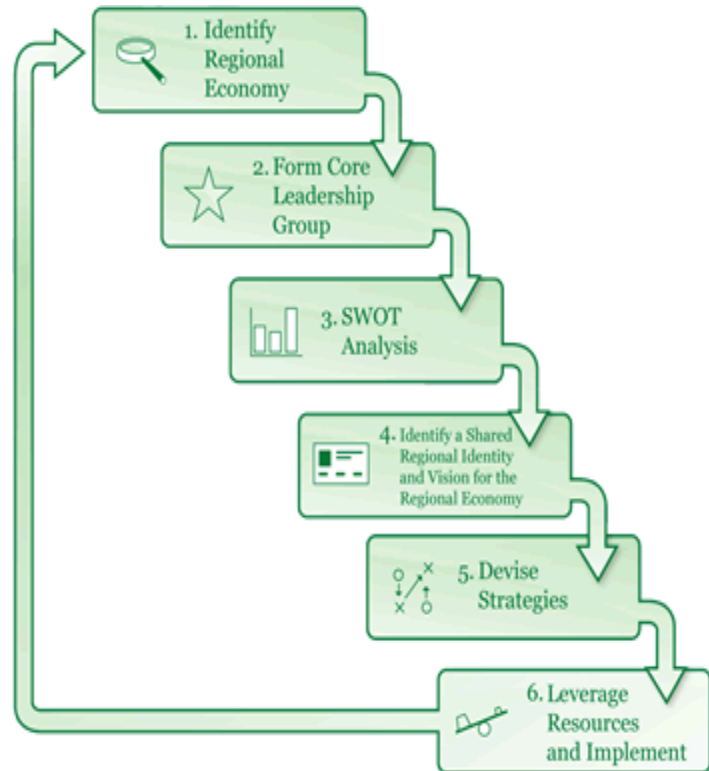 1. Identify
Regional
Economy
2. Form Core
Leadership
Group
3. SWOT
Analysis
4. Identify a Shared
Regional Identity
and Vision for the
Regional Economy
5. Devise
Strategies
6. Leverage
Resources
and Implement